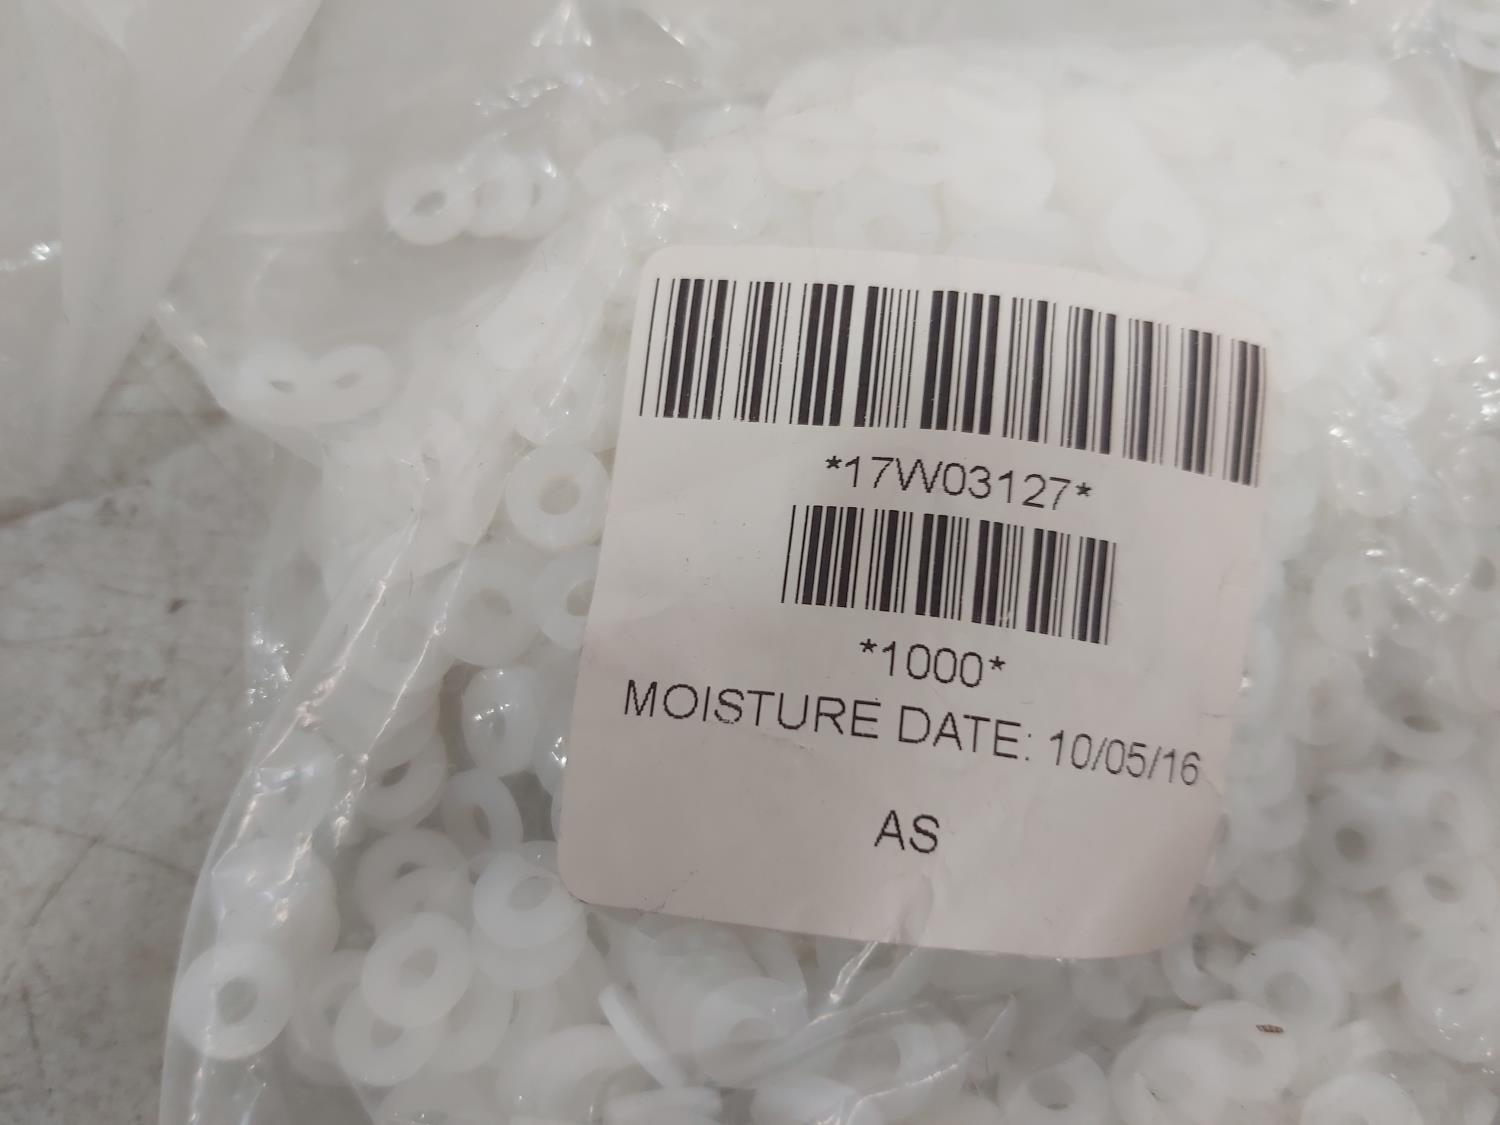 *17W03127*
*1000*
MOISTURE DATE: 10/05/16
AS